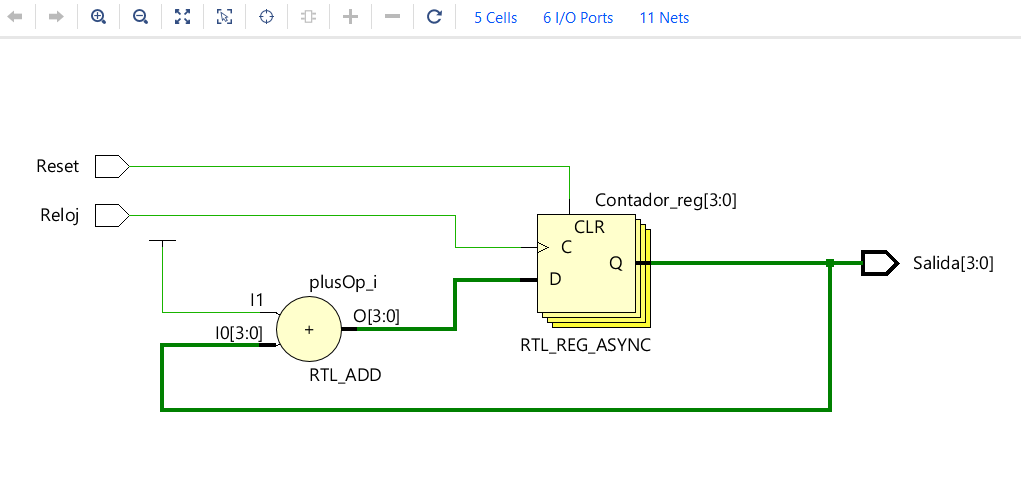 5 Cells 6 I/O Ports 11 Nets
Reset
Contador_reg[3:0]
Reloj
CLR
C
Q
Salida[3:0]
D
plusOp_i
I1
O[3:0]
I0[3:0]
+
RTL_REG_ASYNC
RTL_ADD